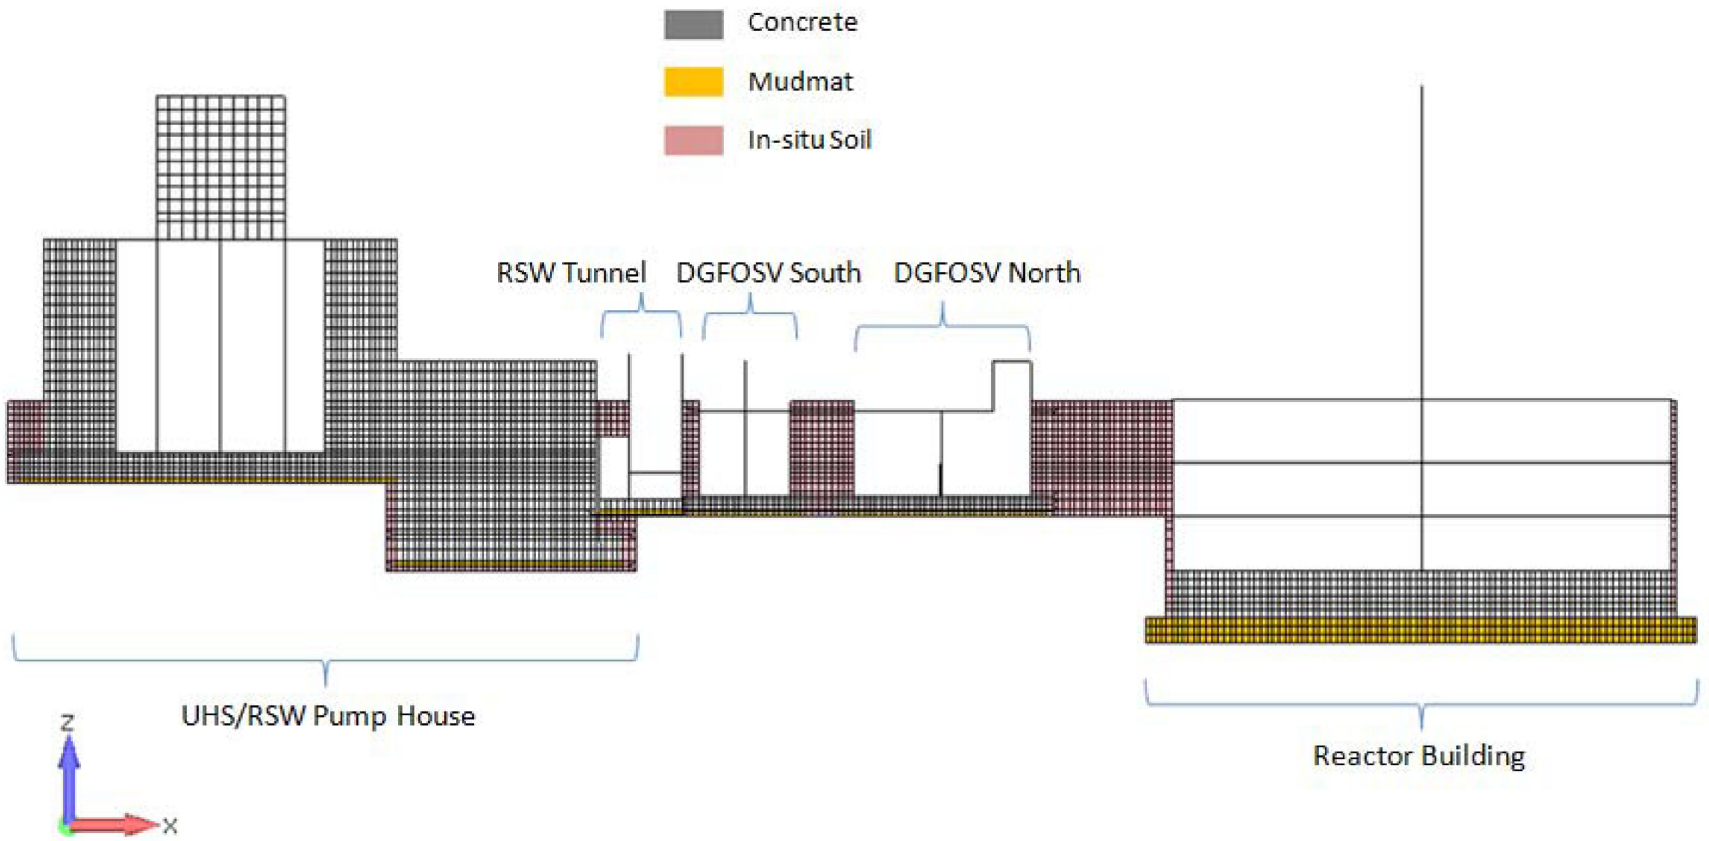 Concrete
Mudmat
In-situ Soil
RSW Tunnel
DGFOSV South
DGFOSV North
UHS/RSW Pump House
Reactor Building
Z
X